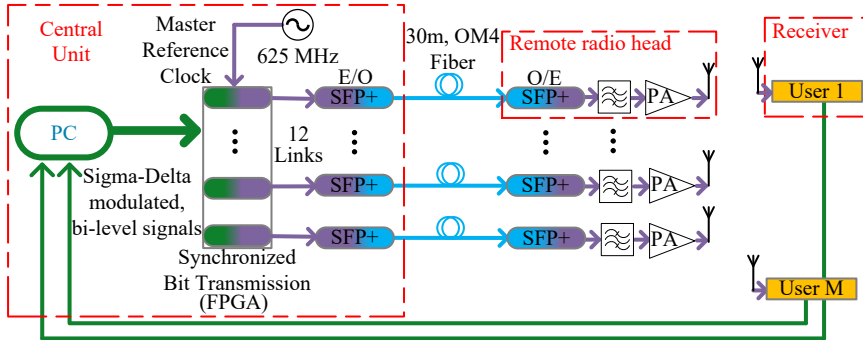 Central
Unit
Master
Reference
Clock
625 MHz
30m, OM4
Fiber
Remote radio head
Receiver
E/O
O/E
SFP+
SFP+
PA
User 1
PC
12
Links
Sigma-Delta
modulated,
bi-level signals
SFP+
SFP+
PA
SFP+
SFP+
PA
Synchronized
Bit Transmission
(FPGA)
User M